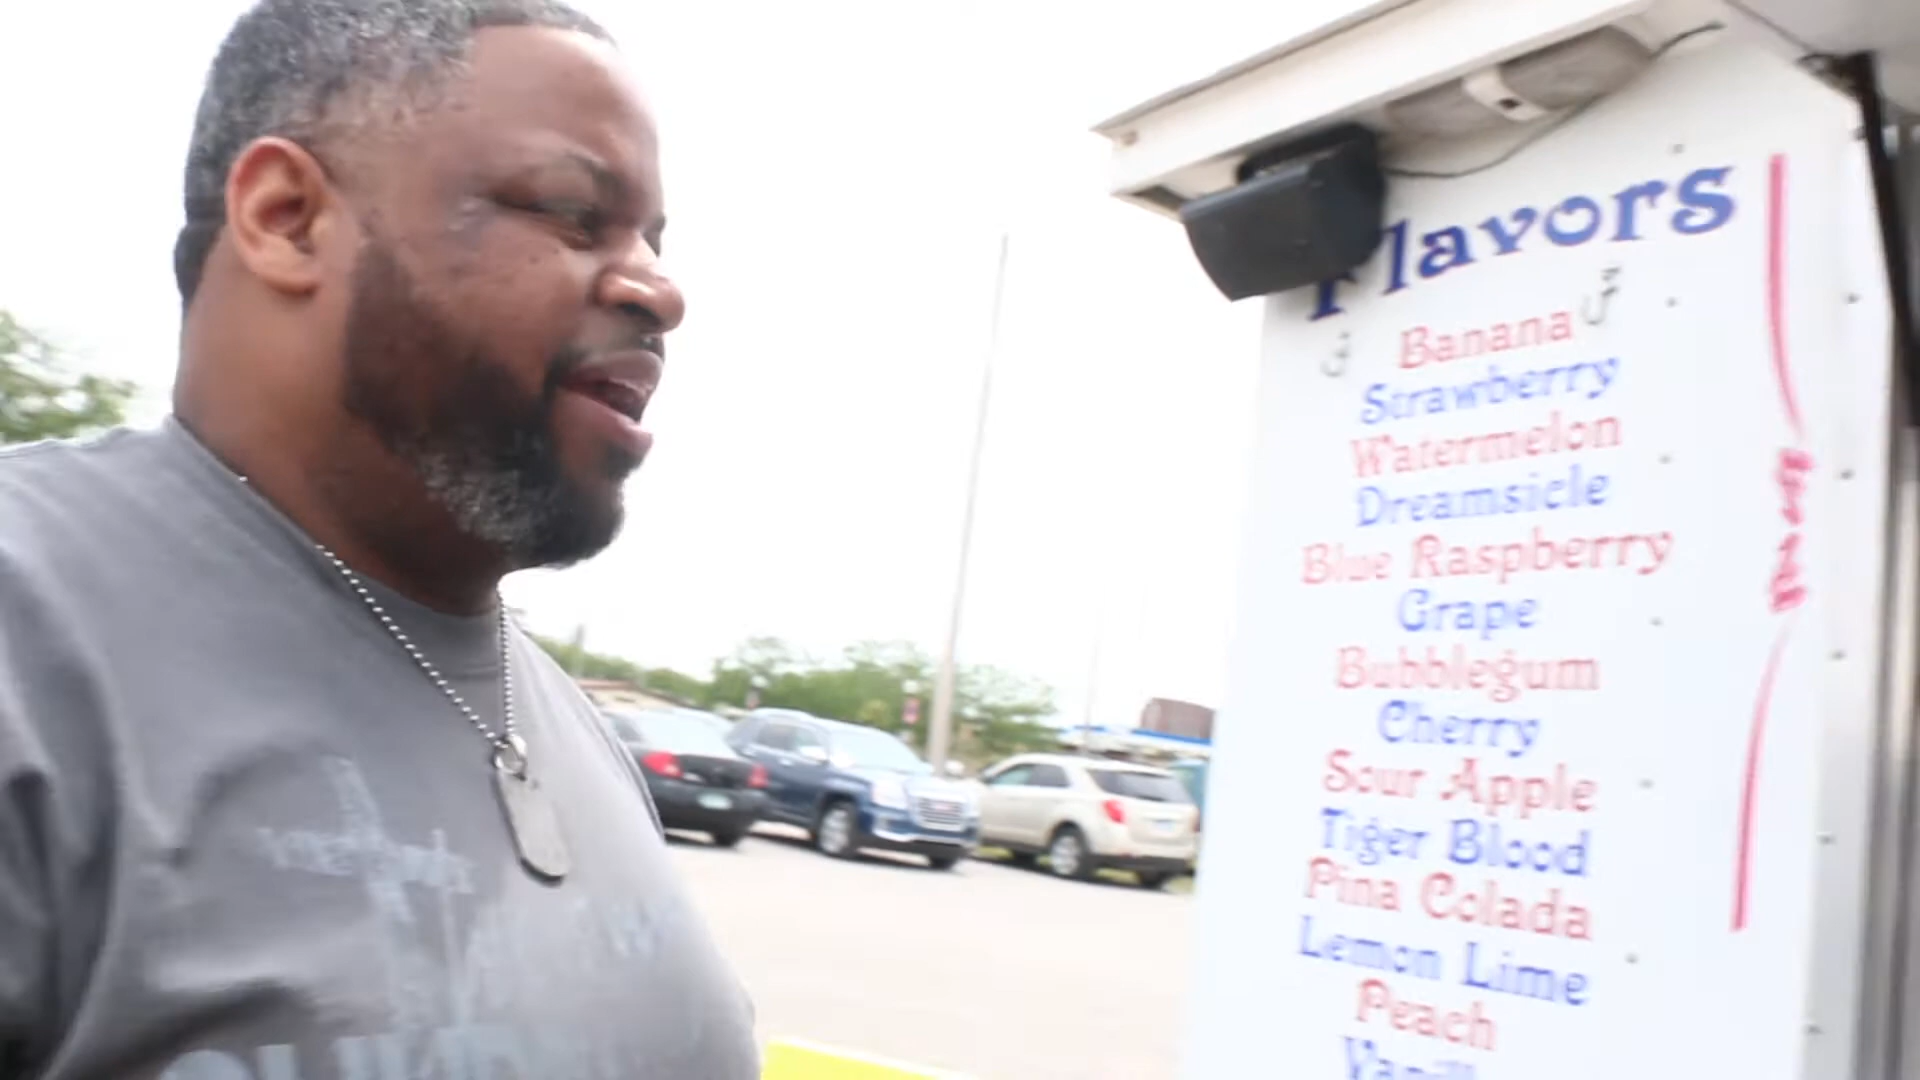 Flavors
Banana
Strawberry
Watermelon
Dreamsicle
Blue Raspberry
Grape
Bubblegum
Cherry
Sour Apple
Tiger Blood
Pina Colada
Lemon Lime
Peach